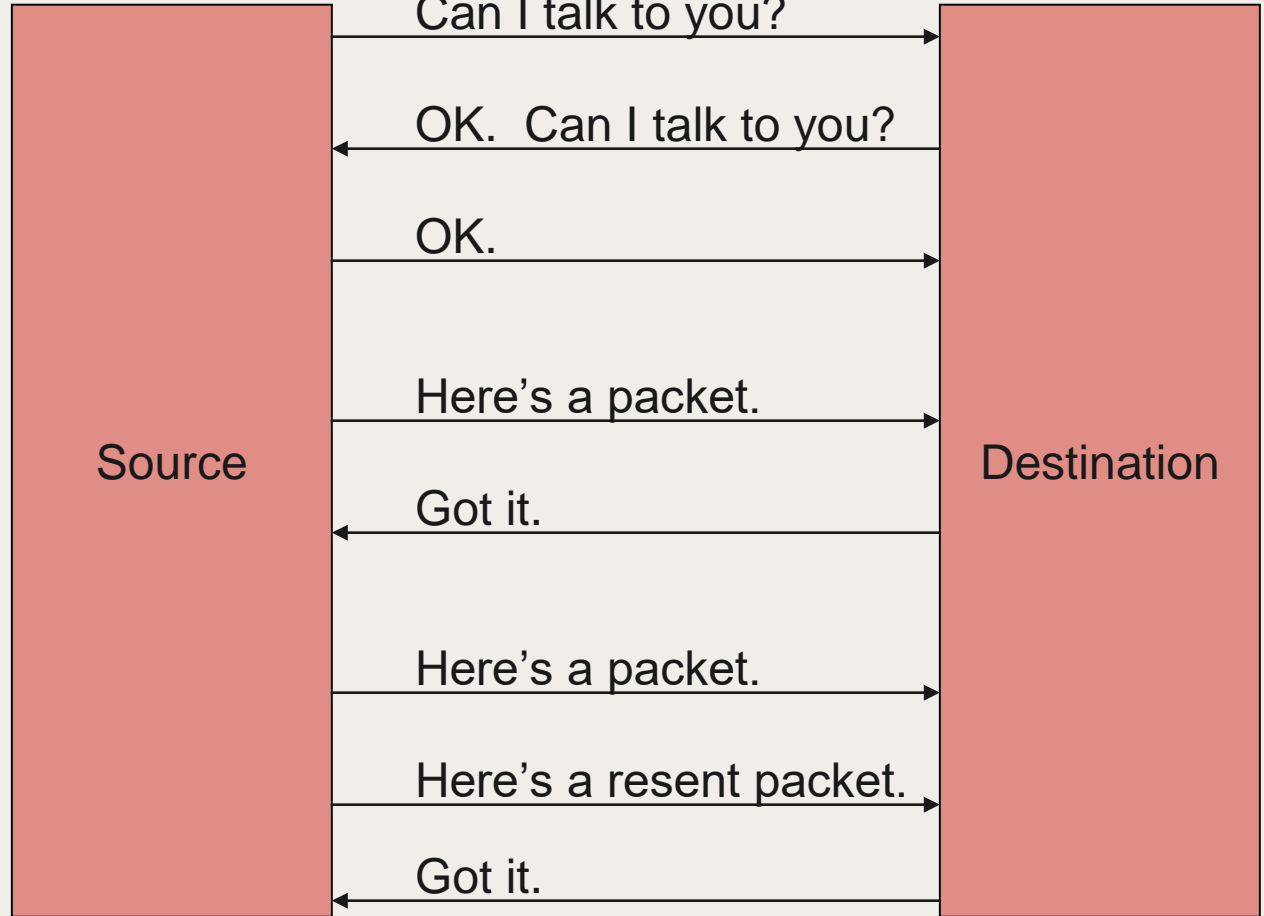 Can I talk to you?
OK.  Can I talk to you?
OK.
Here’s a packet.
Source
Destination
Got it.
Here’s a packet.
Here’s a resent packet.
Got it.